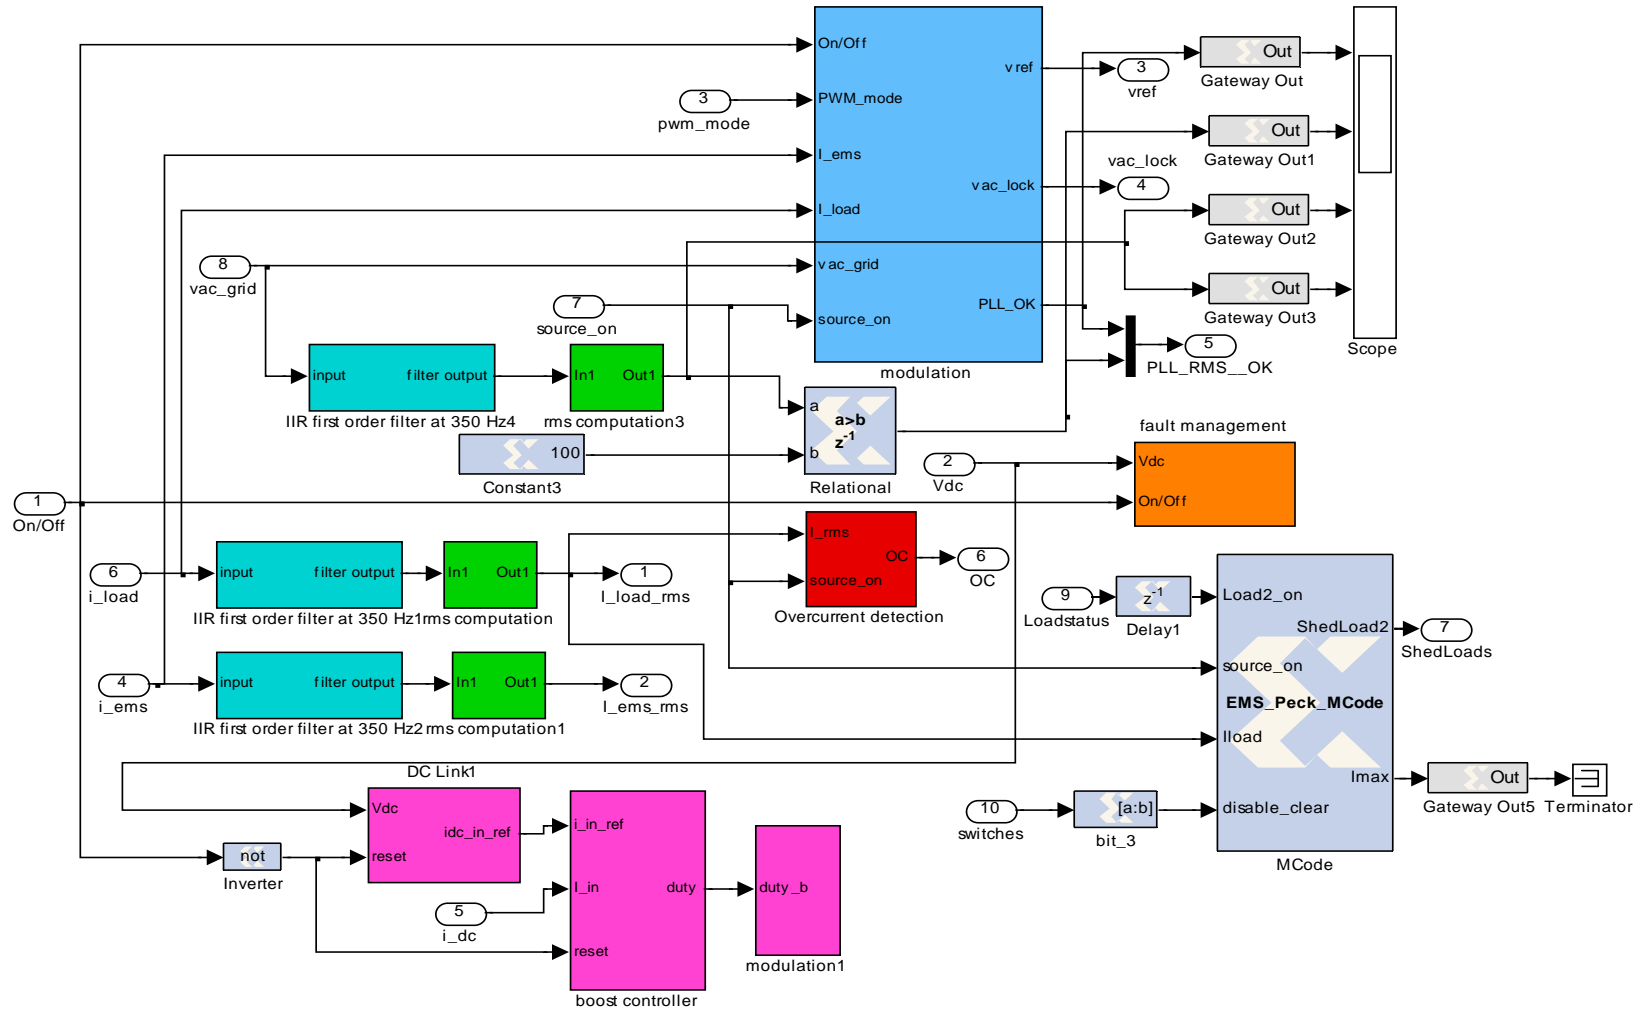 On/Off
PWM_mode
I_ems
I_load
vac_grid
source_on
vref
vac_lock
PLL_OK
modulation
3
pwm_mode
8
vac_grid
7
source_on
3
vref
vac_lock
4
Out
Gateway Out
Out
Gateway Out1
Out
Gateway Out2
Out
Gateway Out3
Scope
5
PLL_RMS__OK
input
filter output
IIR first order filter at 350 Hz4
In1
Out1
rms computation3
100
Constant3
a
a>b
z-1
b
Relational
2
Vdc
fault management
Vdc
On/Off
1
On/Off
6
i_load
input
filter output
IIR first order filter at 350 Hz1
In1
Out1
rms computation
1
I_load_rms
I_rms
OC
source_on
Overcurrent detection
6
OC
4
i_ems
input
filter output
IIR first order filter at 350 Hz2
In1
Out1
rms computation1
2
I_ems_rms
9
Loadstatus
z-1
Delay1
Load2_on
ShedLoad2
source_on
EMS_Peck_MCode
Iload
Imax
disable_clear
MCode
7
ShedLoads
Out
Gateway Out5
Terminator
10
switches
[a:b]
bit_3
DC Link1
Vdc
idc_in_ref
reset
not
Inverter
5
i_dc
i_in_ref
I_in
duty
reset
boost controller
duty_b
modulation1